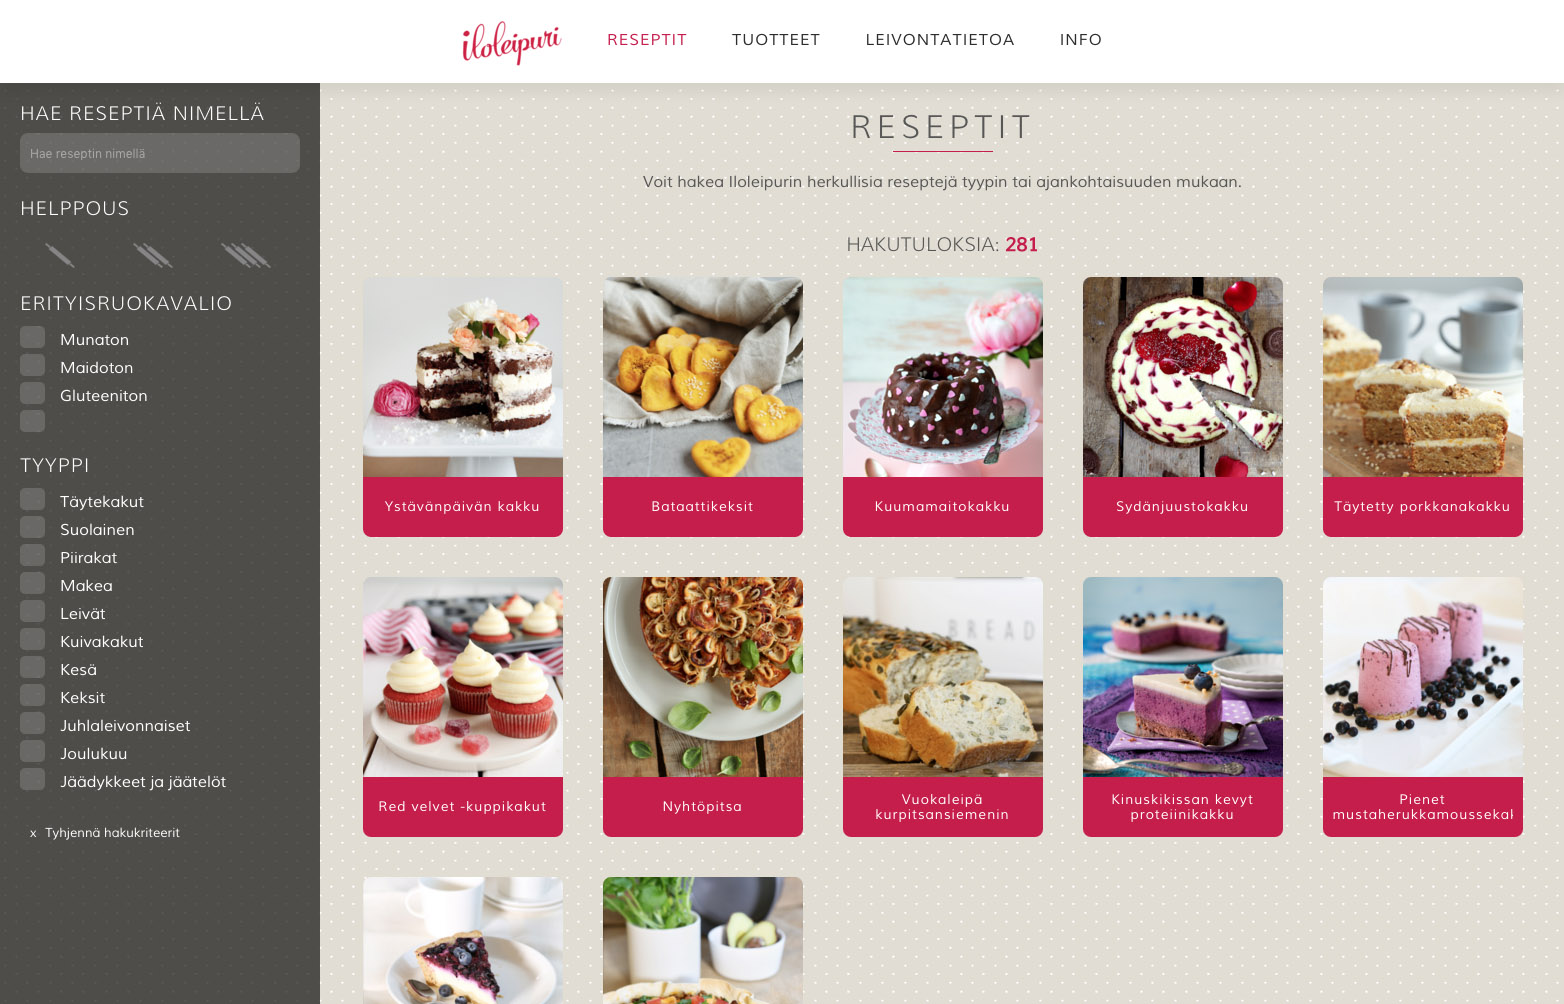 iloleipuri
RESEPTIT
TUOTTEET
LEIVONTATIETOA
INFO
HAE RESEPTIÄ NIMELLÄ
Hae reseptin nimellä
HELPPOUS
ERITYISRUOKAVALIO
Munaton
Maidoton
Gluteeniton
TYYPPI
Täytekakut
Suolainen
Piirakat
Makea
Leivät
Kuivakakut
Kesä
Keksit
Juhlaleivonnaiset
Joulukuu
Jäädykkeet ja jäätelöt
x Tyhjennä hakukriteerit
RESEPTIT
Voit hakea Iloleipurin herkullisia reseptejä tyypin tai ajankohtaisuuden mukaan.
HAKUTULOKSIA: 281
Ystävänpäivän kakku
Bataattikeksit
Kuumamaitokakku
Sydänjuustokakku
Täytetty porkkanakakku
BREAD
Red velvet -kuppikakut
Nyhtöpitsa
Vuokaleipä
kurpitsansiemenin
Kinuskikissan kevyt
proteiinikakku
Pienet
mustaherukkamoussekal